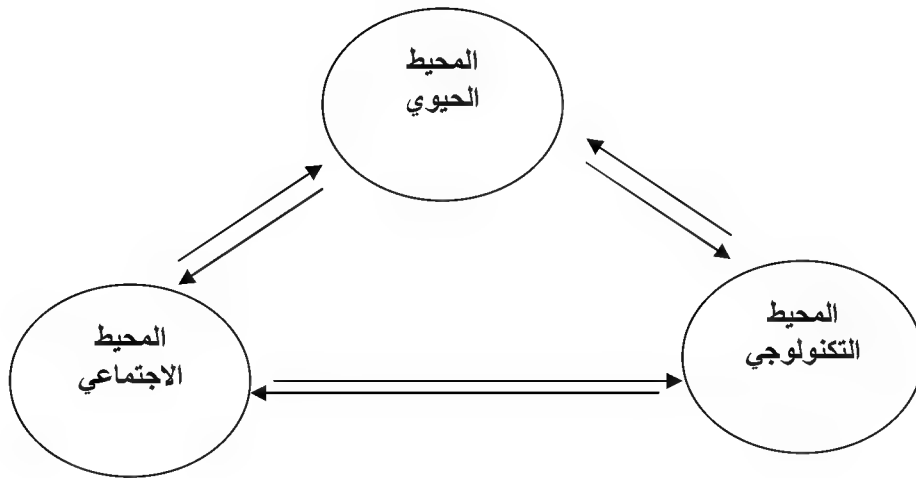 المحيط
الحيوي
المحيط
التكنولوجي
المحيط
الاجتماعي